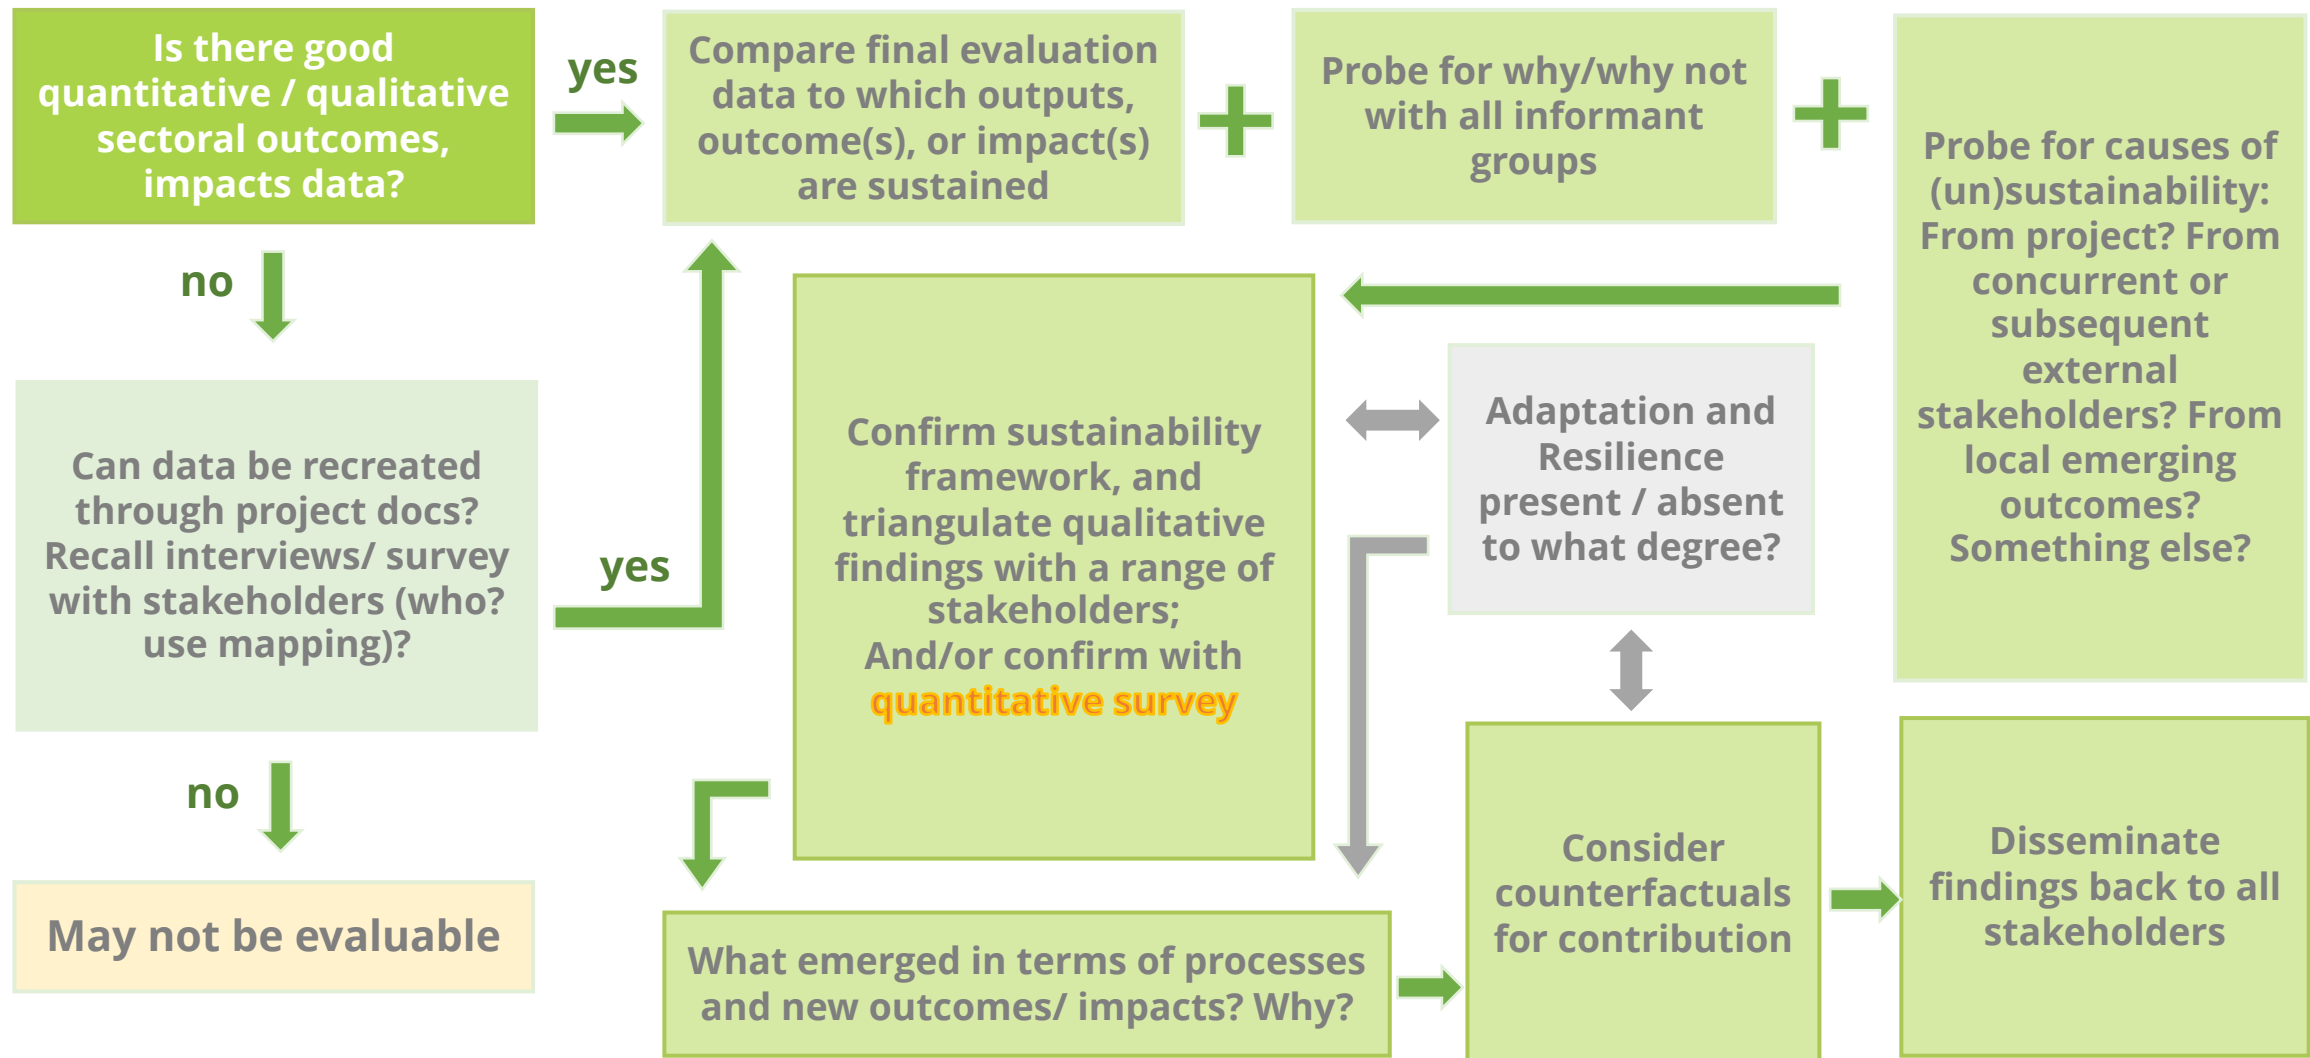 Is there good
quantitative / qualitative
sectoral outcomes,
impacts data?
yes
Compare final evaluation
data to which outputs,
outcome(s), or impact(s)
are sustained
Probe for why/why not
with all informant
groups
Probe for causes of
(un)sustainability:
From project? From
concurrent or
subsequent
external
stakeholders? From
local emerging
outcomes?
Something else?
no
Can data be recreated
through project docs?
Recall interviews/ survey
with stakeholders (who?
use mapping)?
yes
Confirm sustainability
framework, and
triangulate qualitative
findings with a range of
stakeholders;
And/or confirm with
quantitative survey
Adaptation and
Resilience
present / absent
to what degree?
no
May not be evaluable
What emerged in terms of processes
and new outcomes/ impacts? Why?
Consider
counterfactuals
for contribution
Disseminate
findings back to all
stakeholders